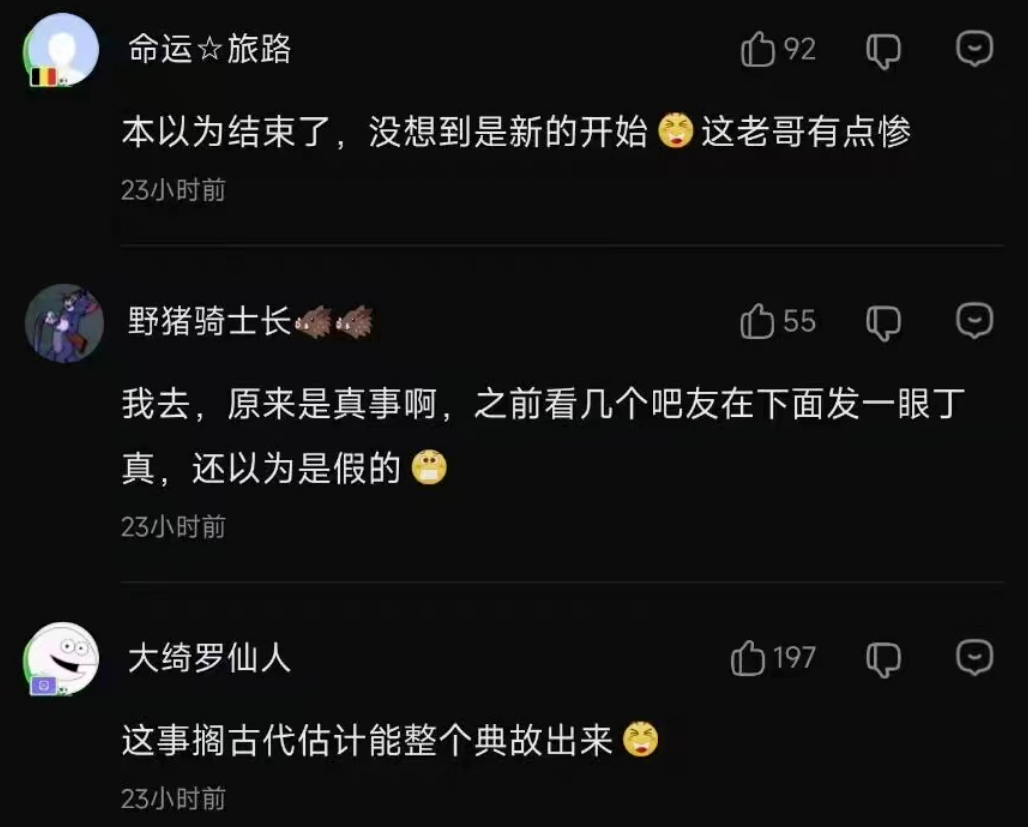 命运☆旅路
92
本以为结束了，没想到是新的开始😆这老哥有点惨
23小时前
野猪骑士长🐗🐗
55
我去，原来是真事啊，之前看几个吧友在下面发一眼丁
真，还以为是假的😷
23小时前
大绮罗仙人
197
这事搁古代估计能整个典故出来😆
23小时前